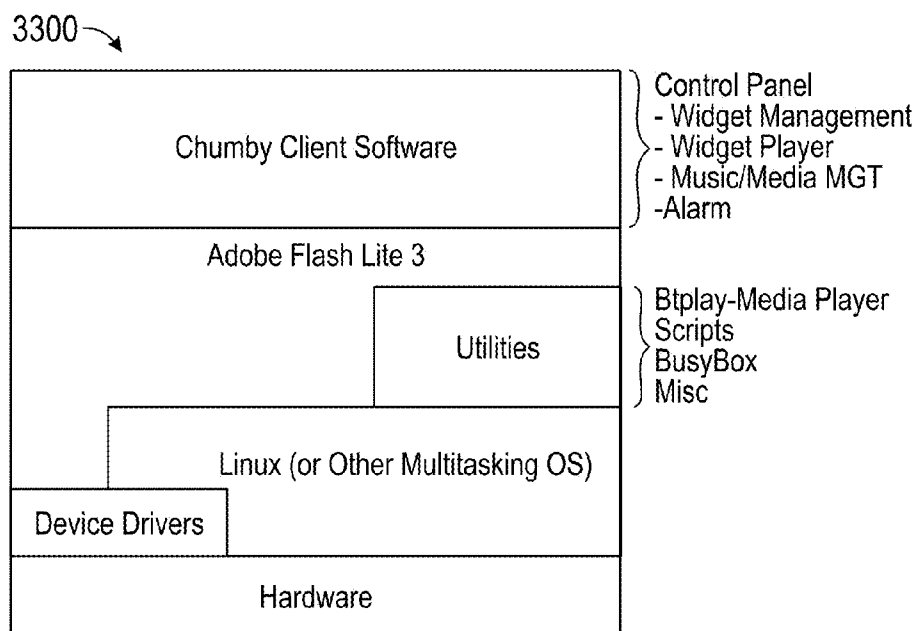 3300
Chumby Client Software
Control Panel
- Widget Management
- Widget Player
- Music/Media MGT
-Alarm
Adobe Flash Lite 3
Utilities
Btplay-Media Player
Scripts
BusyBox
Misc
Linux (or Other Multitasking OS)
Device Drivers
Hardware